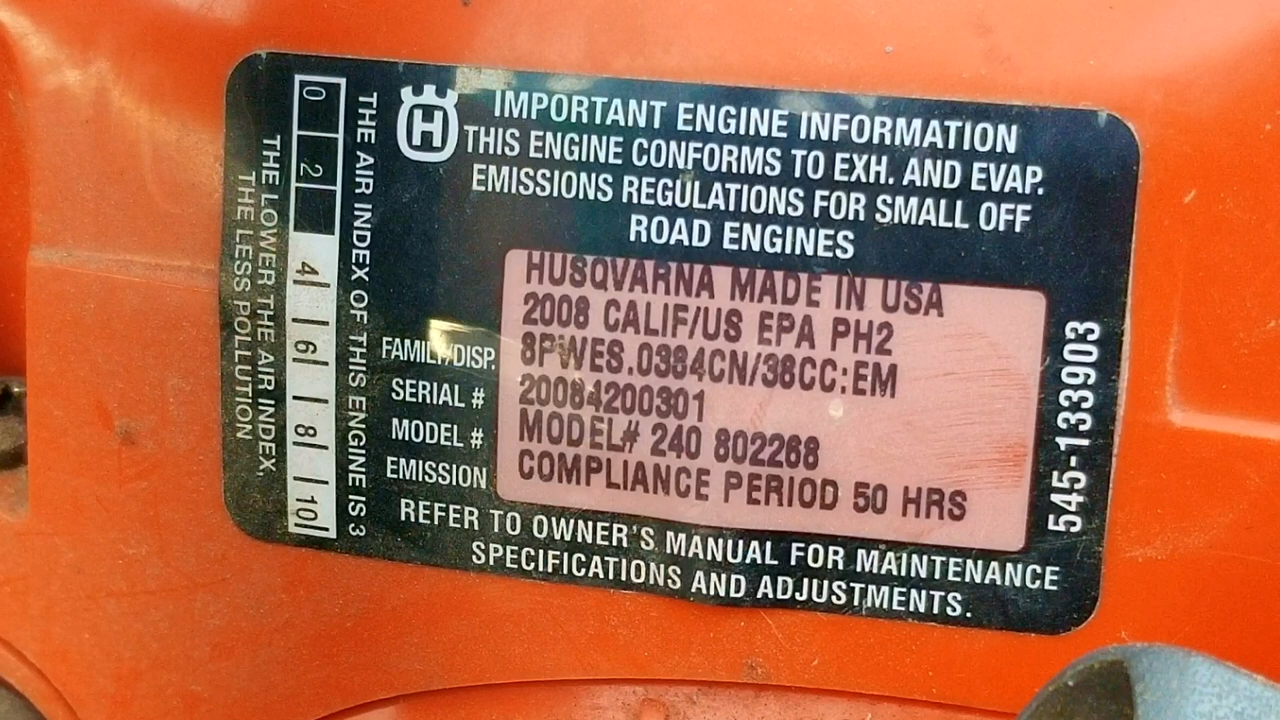 H
IMPORTANT ENGINE INFORMATION
THIS ENGINE CONFORMS TO EXH. AND EVAP.
EMISSIONS REGULATIONS FOR SMALL OFF
ROAD ENGINES
HUSQVARNA MADE IN USA
2008 CALIF/US EPA PH2
FAMILY/DISP. 8PWES.0384CN/38CC:EM
SERIAL # 20084200301
MODEL # MODEL# 240 802268
EMISSION COMPLIANCE PERIOD 50 HRS
REFER TO OWNER'S MANUAL FOR MAINTENANCE
SPECIFICATIONS AND ADJUSTMENTS.
545-133903
THE AIR INDEX OF THIS ENGINE IS 3
0 2 4 6 8 10
THE LOWER THE AIR INDEX,
THE LESS POLLUTION